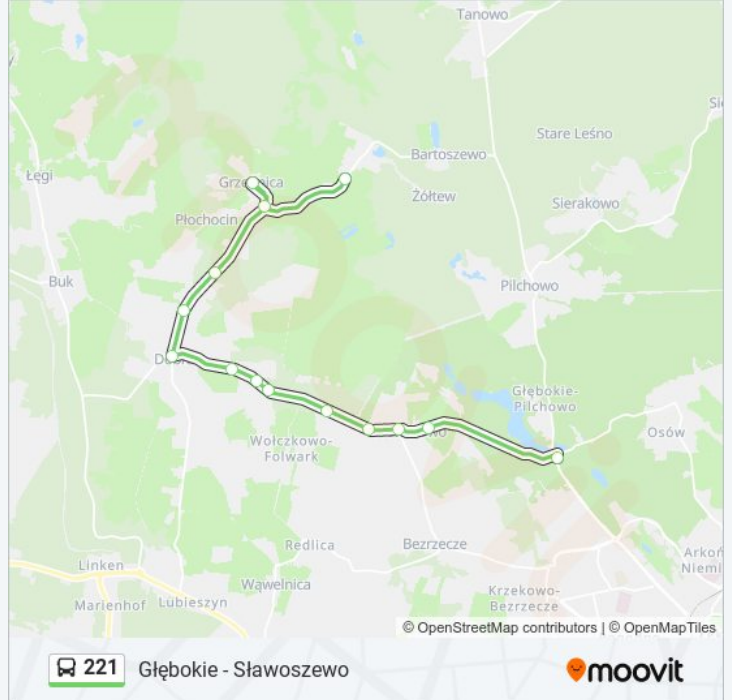 Tanowo
Stare Leśno
Bartoszewo
Łęgi
Żółtew
Sierakowo
Płochocin
Buk
Pilchowo
Głębokie-
Pilchowo
Osów
Wołczkowo-
Folwark
Redlica
Bezrzecze
Linken
Wąwelnica
Krzekowo-
Bezrzecze
Marienhof
Lubieszyn
© OpenStreetMap contributors | © OpenMapTiles
221
Głębokie - Sławoszewo
moovit